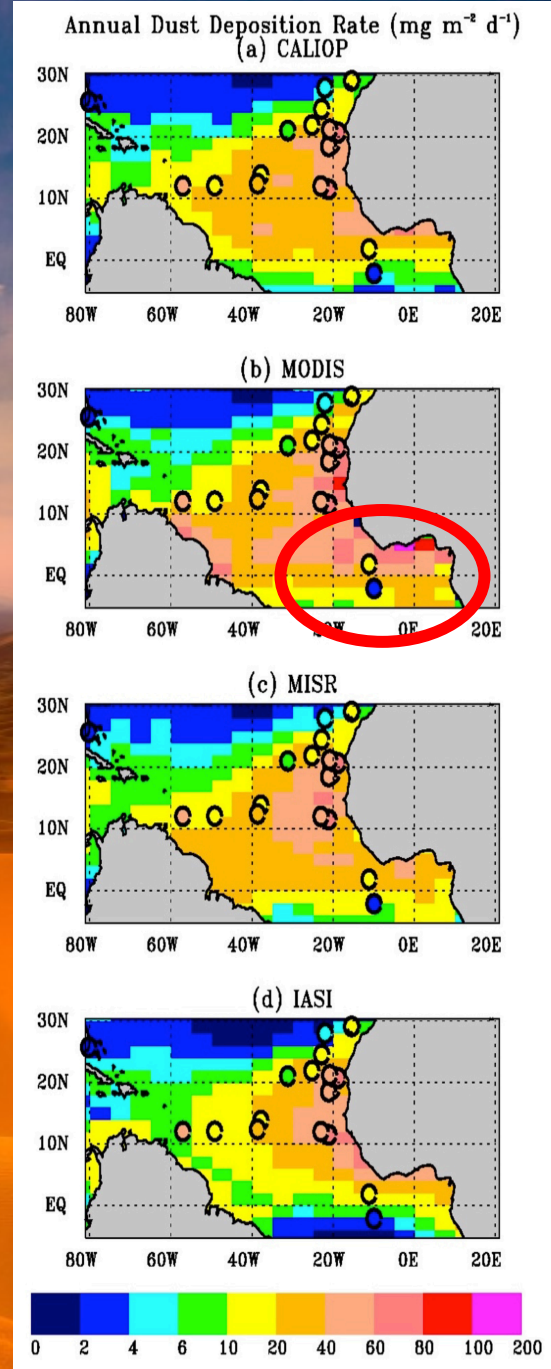 Annual Dust Deposition Rate (mg m⁻² d⁻¹)
(a) CALIOP
30N
20N
10N
EQ
80W 60W 40W 20W 0E 20E
(b) MODIS
30N
20N
10N
EQ
80W 60W 40W 20W 0E 20E
(c) MISR
30N
20N
10N
EQ
80W 60W 40W 20W 0E 20E
(d) IASI
30N
20N
10N
EQ
80W 60W 40W 20W 0E 20E
0 2 4 6 10 20 40 60 80 100 200